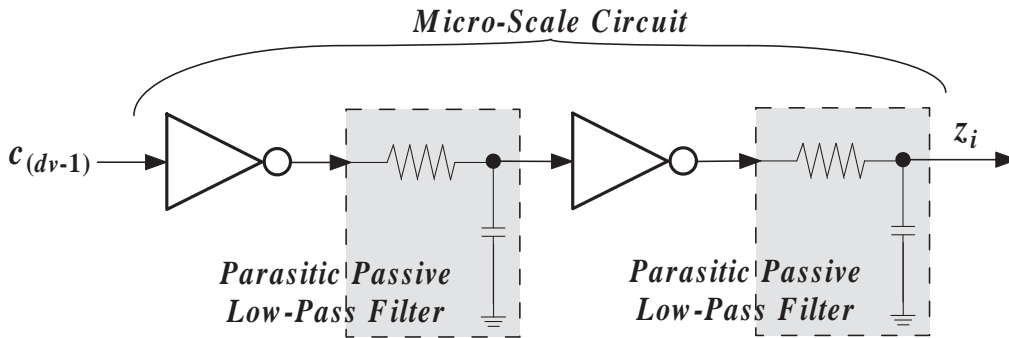 Micro-Scale Circuit
c(dv-1)
zi
Parasitic Passive
Low-Pass Filter
Parasitic Passive
Low-Pass Filter